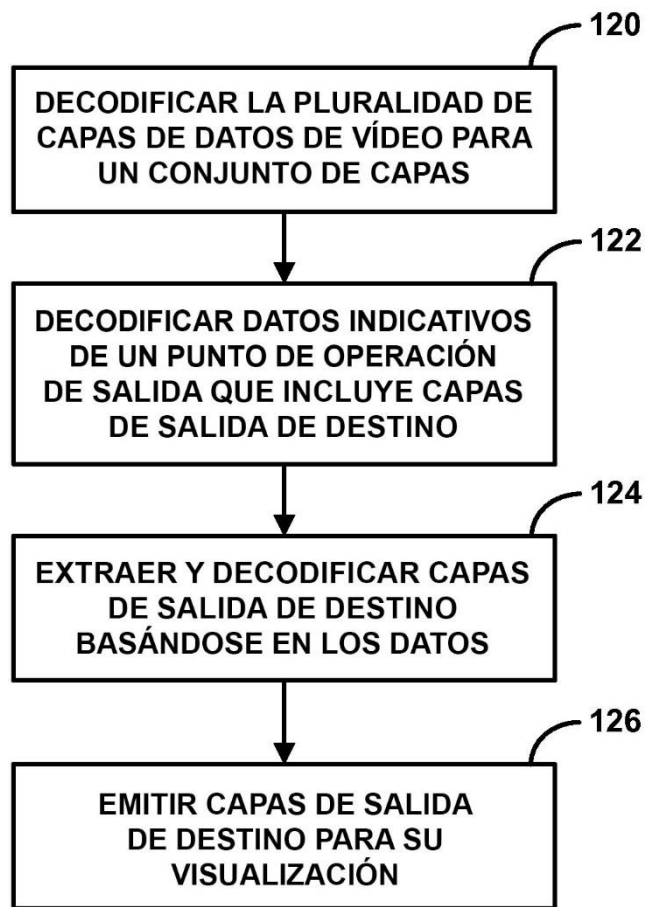 120
DECODIFICAR LA PLURALIDAD DE
CAPAS DE DATOS DE VÍDEO PARA
UN CONJUNTO DE CAPAS
122
DECODIFICAR DATOS INDICATIVOS
DE UN PUNTO DE OPERACIÓN
DE SALIDA QUE INCLUYE CAPAS
DE SALIDA DE DESTINO
124
EXTRAER Y DECODIFICAR CAPAS
DE SALIDA DE DESTINO
BASÁNDOSE EN LOS DATOS
126
EMITIR CAPAS DE SALIDA
DE DESTINO PARA SU
VISUALIZACIÓN